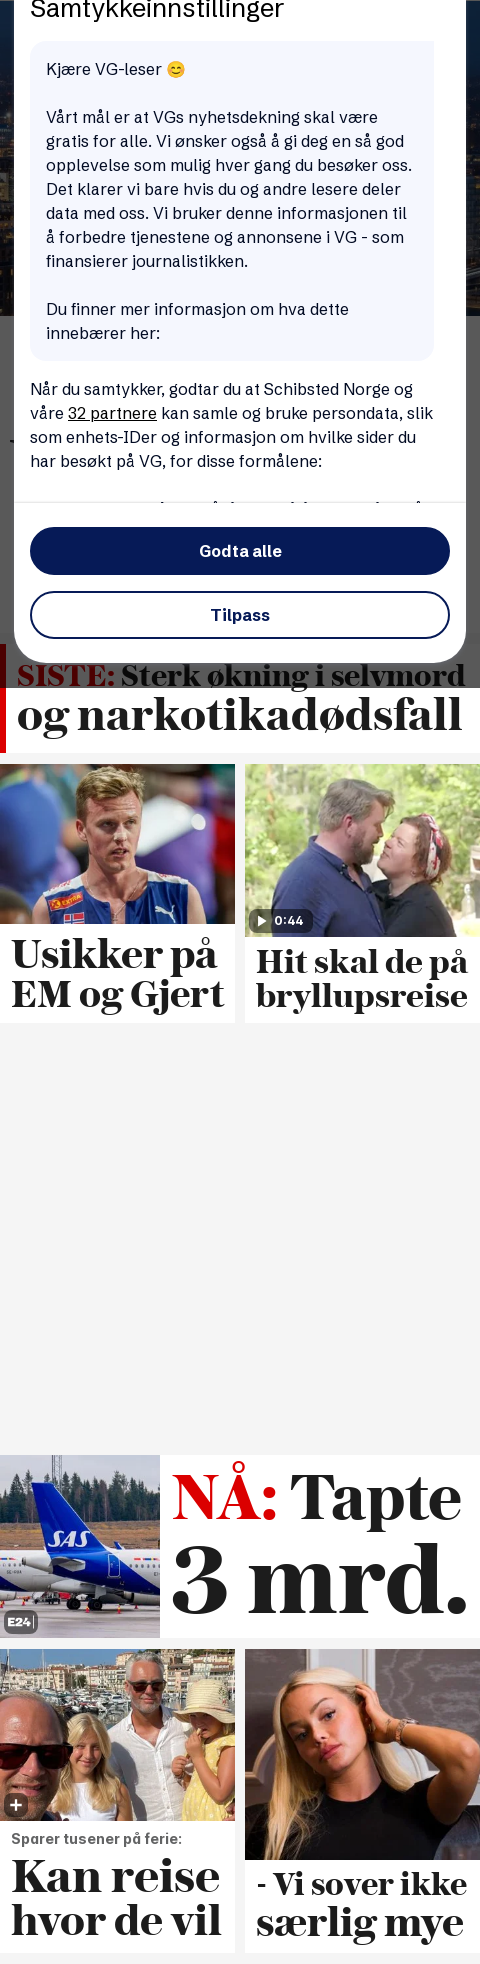 Samtykkeinnstillinger
Kjære VG-leser 😊
Vårt mål er at VGs nyhetsdekning skal være
gratis for alle. Vi ønsker også å gi deg en så god
opplevelse som mulig hver gang du besøker oss.
Det klarer vi bare hvis du og andre lesere deler
data med oss. Vi bruker denne informasjonen til
å forbedre tjenestene og annonsene i VG - som
finansierer journalistikken.
Du finner mer informasjon om hva dette
innebærer her:
Når du samtykker, godtar du at Schibsted Norge og
våre 32 partnere kan samle og bruke persondata, slik
som enhets-IDer og informasjon om hvilke sider du
har besøkt på VG, for disse formålene:
Godta alle
Tilpass
SISTE: Sterk økning i selvmord
og narkotikadødsfall
0:44
Usikker på
EM og Gjert
Hit skal de på
bryllupsreise
SAS
E24
NÅ: Tapte
3 mrd.
Sparer tusener på ferie:
Kan reise
hvor de vil
- Vi sover ikke
særlig mye